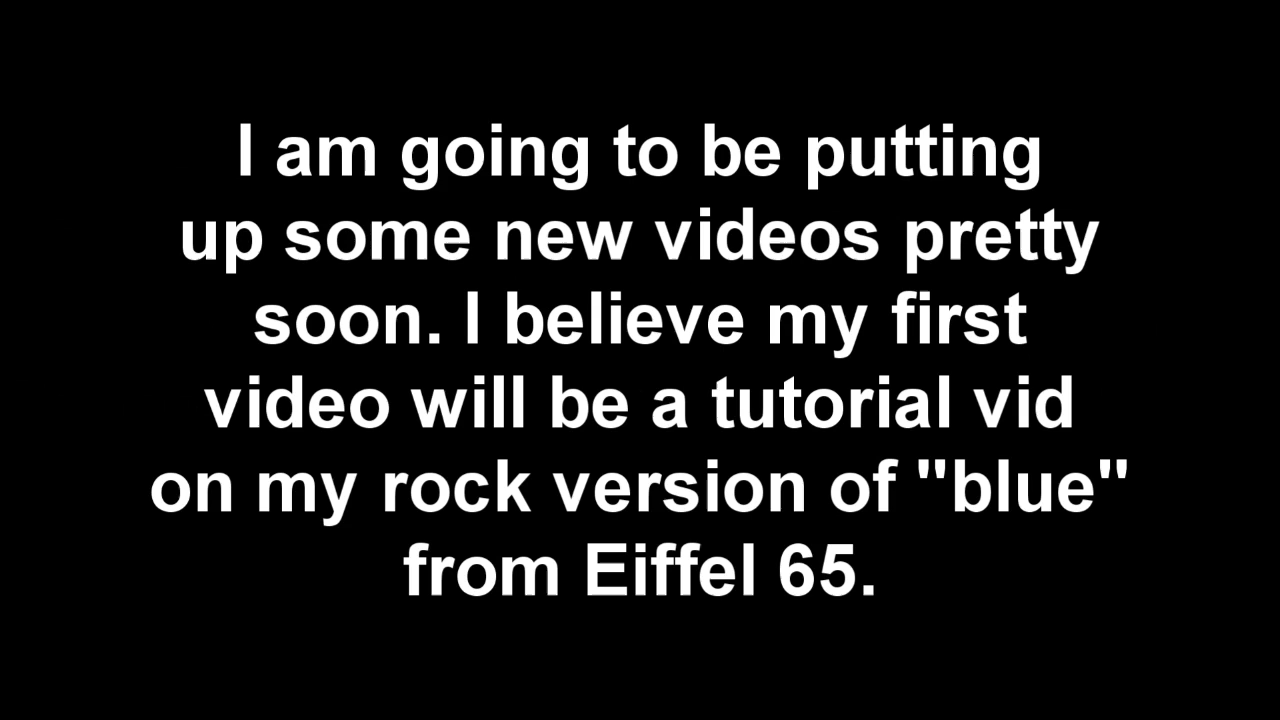 I am going to be putting
up some new videos pretty
soon. I believe my first
video will be a tutorial vid
on my rock version of "blue"
from Eiffel 65.